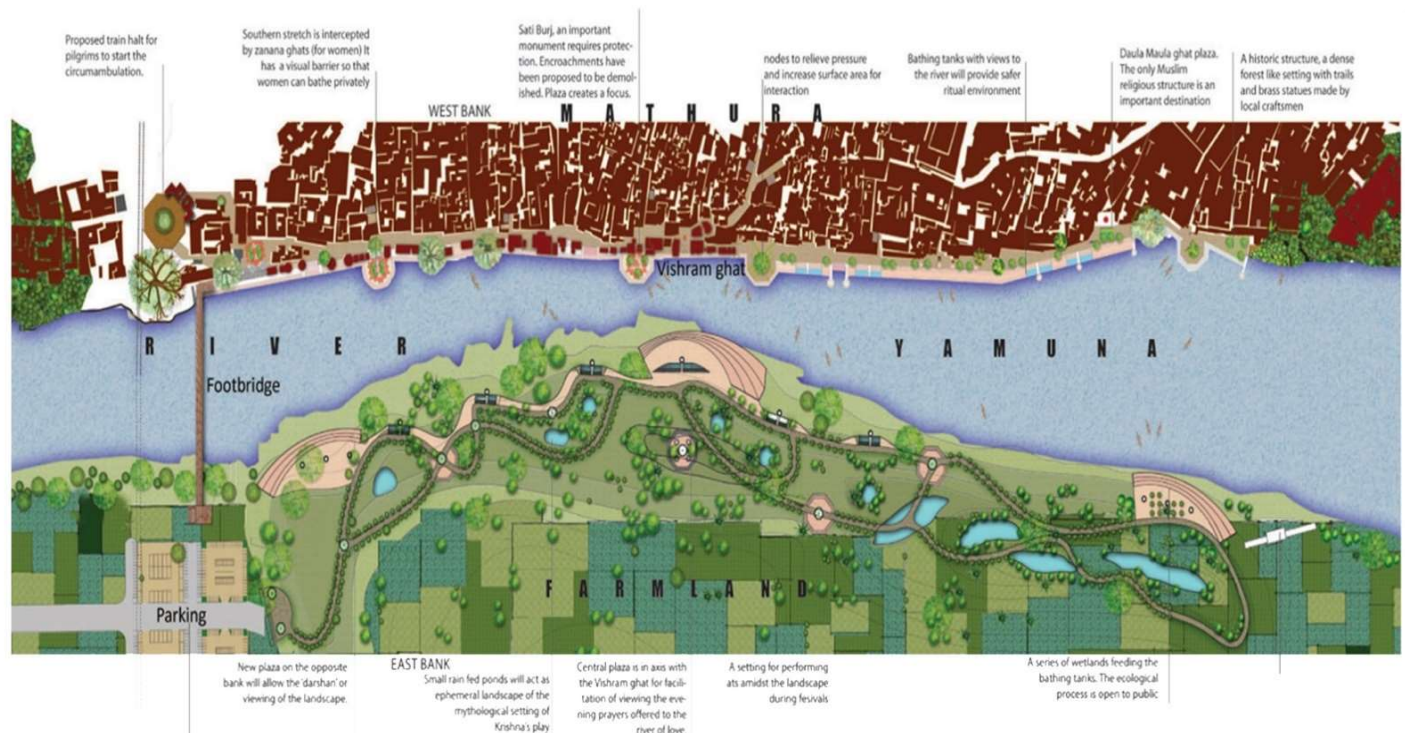 Proposed train halt for
pilgrims to start the
circumambulation.
Southern stretch is intercepted
by zanana ghats (for women) It
has a visual barrier so that
women can bathe privately
Sati Burj, an important
monument requires protec-
tion. Encroachments have
been proposed to be demol-
ished. Plaza creates a focus.
nodes to relieve pressure
and increase surface area for
interaction
Bathing tanks with views to
the river will provide safer
ritual environment
Daula Maula ghat plaza.
The only Muslim
religious structure is an
important destination
A historic structure, a dense
forest like setting with trails
and brass statues made by
local craftsmen
WEST BANK
MATHURA
Vishram ghat
RIVER
YAMUNA
Footbridge
FARMLAND
Parking
New plaza on the opposite
bank will allow the 'darshan' or
viewing of the landscape.
EAST BANK
Small rain fed ponds will act as
ephemeral landscape of the
mythological setting of
Krishna's play
Central plaza is in axis with
the Vishram ghat for facili-
tation of viewing the eve-
ning prayers offered to the
river of love.
A setting for performing
ats amidst the landscape
during fesivals
A series of wetlands feeding the
bathing tanks. The ecological
process is open to public